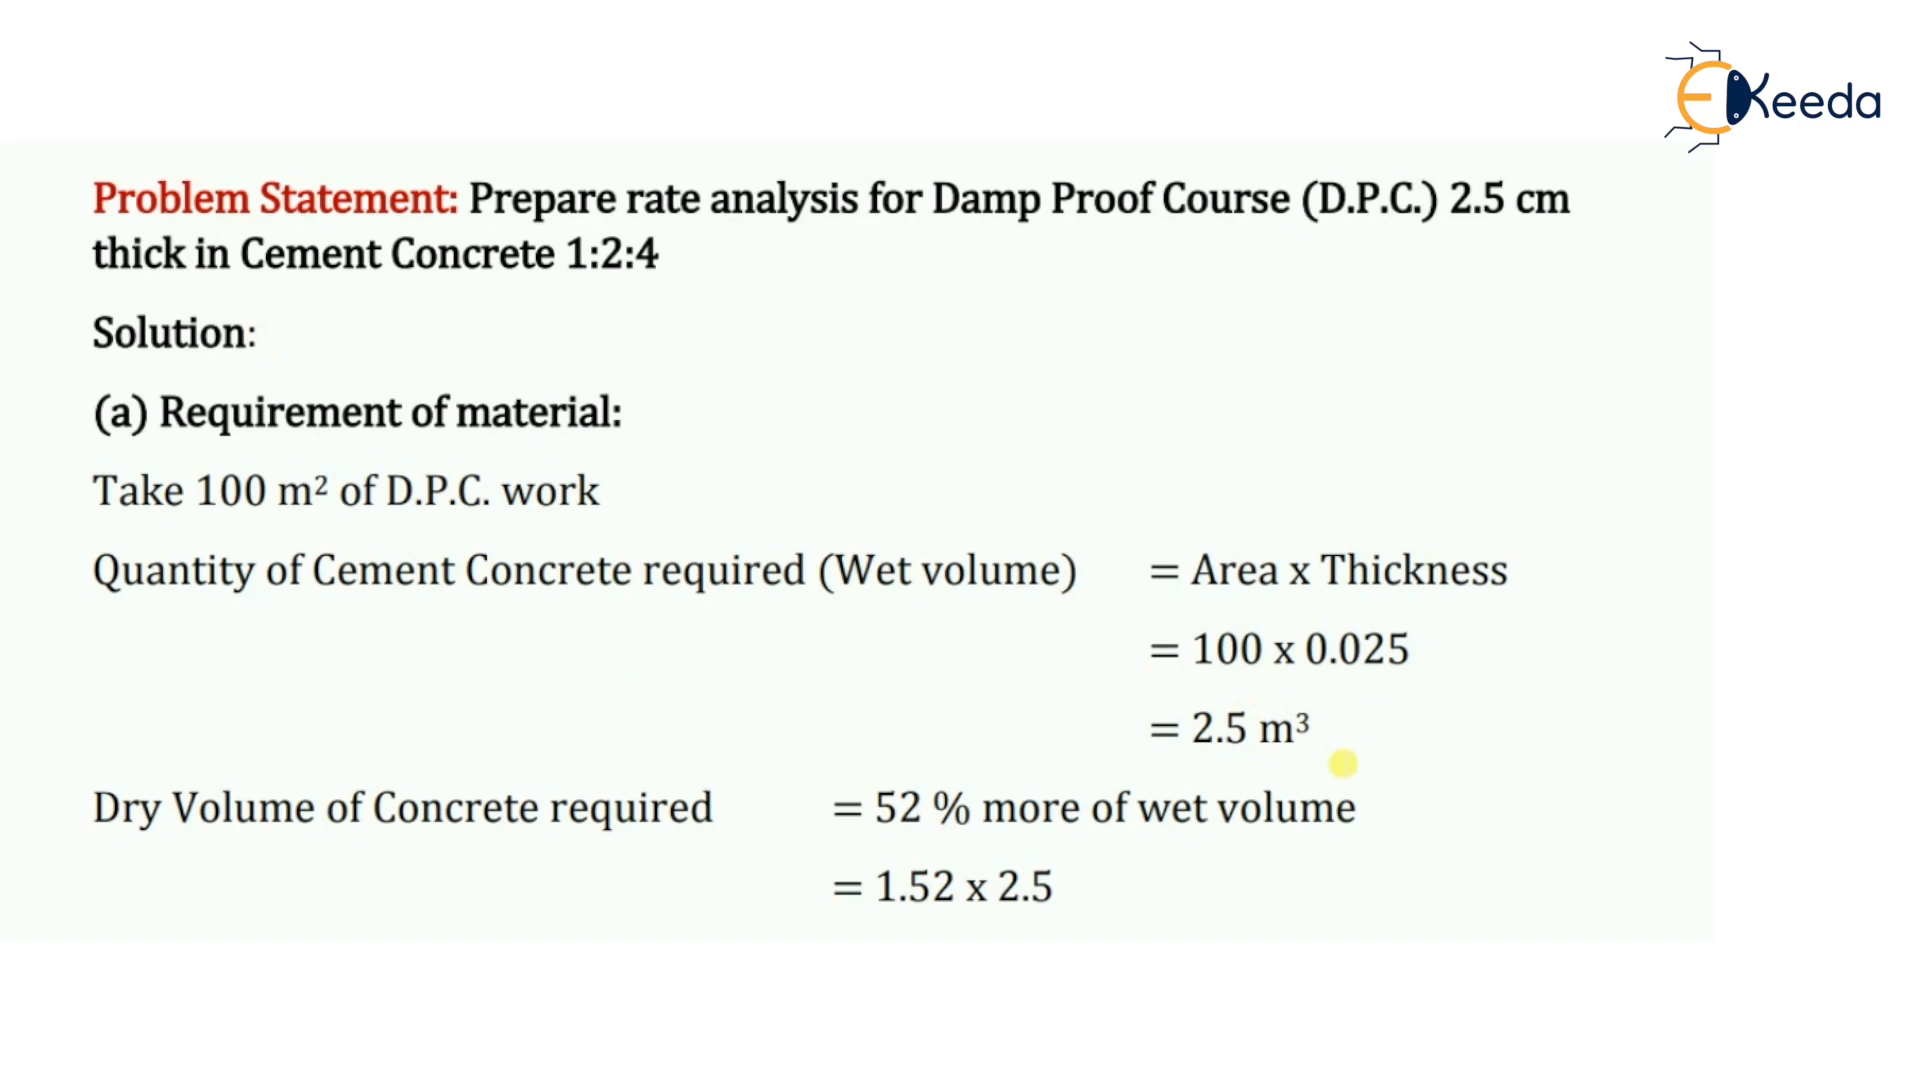 EKeeda
Problem Statement: Prepare rate analysis for Damp Proof Course (D.P.C.) 2.5 cm
thick in Cement Concrete 1:2:4
Solution:
(a) Requirement of material:
Take 100 m² of D.P.C. work
Quantity of Cement Concrete required (Wet volume) = Area x Thickness
= 100 x 0.025
= 2.5 m³
Dry Volume of Concrete required = 52 % more of wet volume
= 1.52 x 2.5